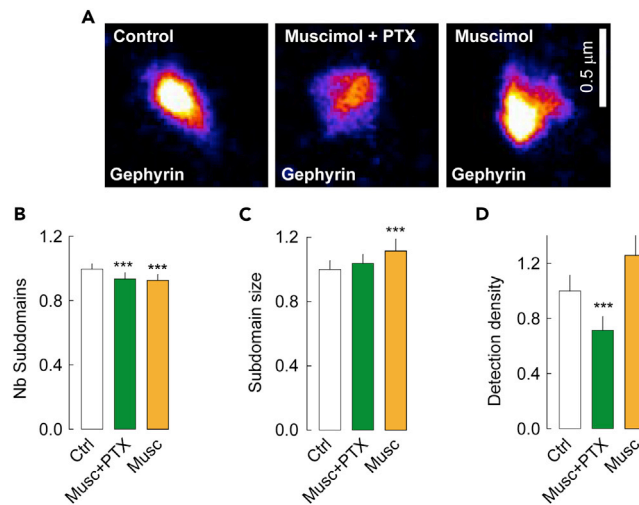 A
Control
Muscimol + PTX
Muscimol
0.5 µm
Gephyrin
Gephyrin
Gephyrin
B
Nb Subdomains
1.2
0.8
0.4
0.0
***
***
Ctrl
Musc+PTX
Musc
C
Subdomain size
1.2
0.8
0.4
0.0
***
Ctrl
Musc+PTX
Musc
D
Detection density
1.2
0.8
0.4
0.0
***
Ctrl
Musc+PTX
Musc